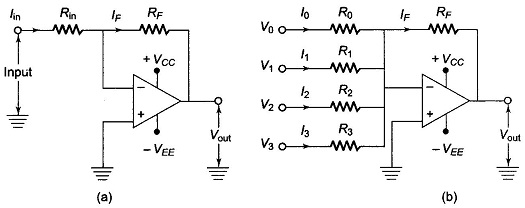 I_in R_in I_F R_F
Input
+ V_CC
−
+
− V_EE
V_out
(a)
V_0 I_0 R_0 I_F R_F
V_1 I_1 R_1
V_2 I_2 R_2
V_3 I_3 R_3
+ V_CC
−
+
− V_EE
V_out
(b)